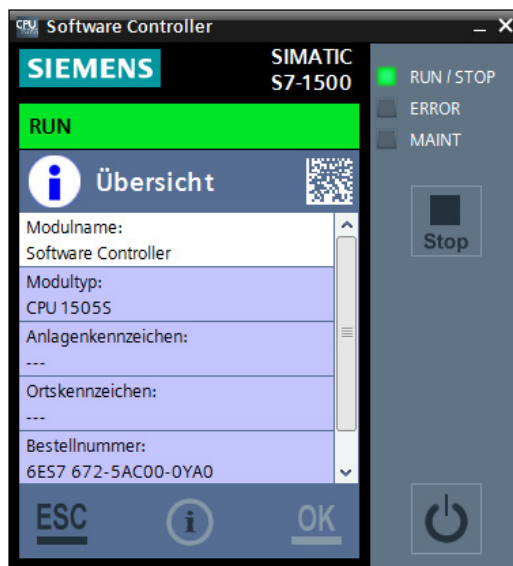 CPU Software Controller
SIEMENS
SIMATIC
S7-1500
RUN / STOP
ERROR
MAINT
RUN
i Übersicht
Stop
Modulname:
Software Controller
Modultyp:
CPU 1505S
Anlagenkennzeichen:
---
Ortskennzeichen:
---
Bestellnummer:
6ES7 672-5AC00-0YA0
ESC i OK